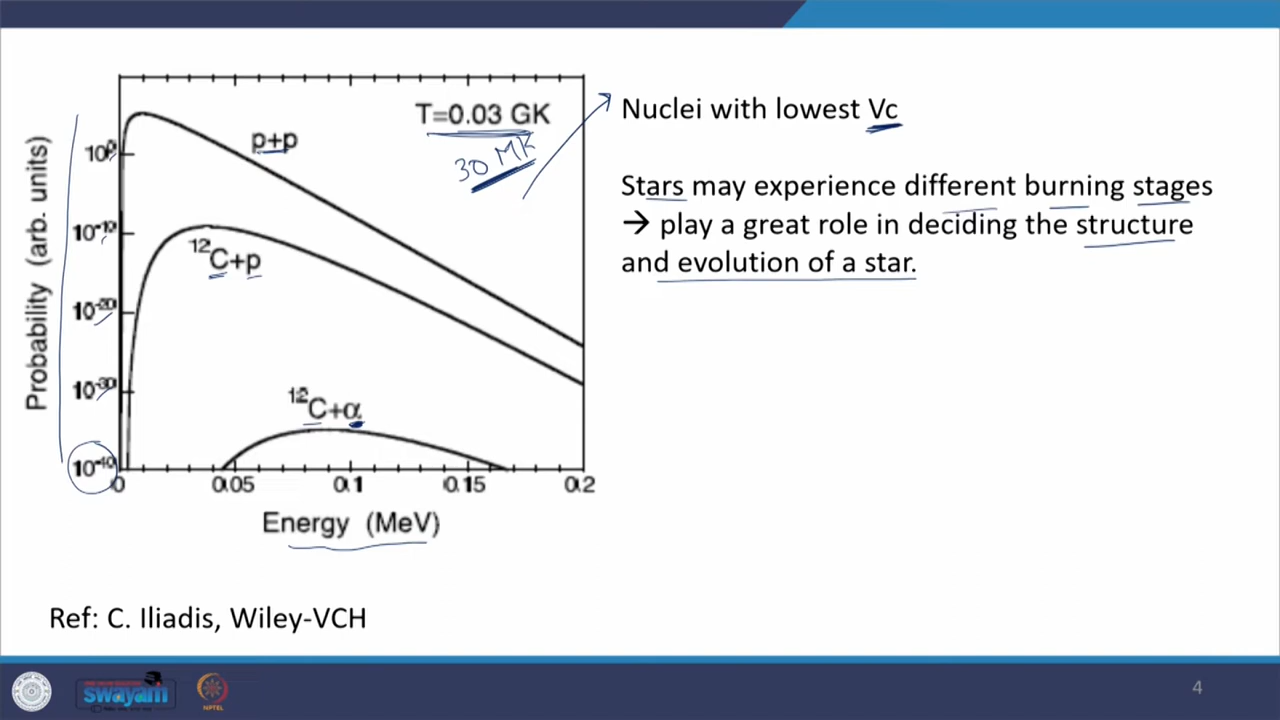 T=0.03 GK
30 MK
p+p
¹²C+p
¹²C+α
Probability (arb. units)
10⁰
10⁻¹⁰
10⁻²⁰
10⁻³⁰
10⁻⁴⁰
0 0.05 0.1 0.15 0.2
Energy (MeV)
Nuclei with lowest Vc
Stars may experience different burning stages
→ play a great role in deciding the structure
and evolution of a star.
Ref: C. Iliadis, Wiley-VCH
swayam
NPTEL
4